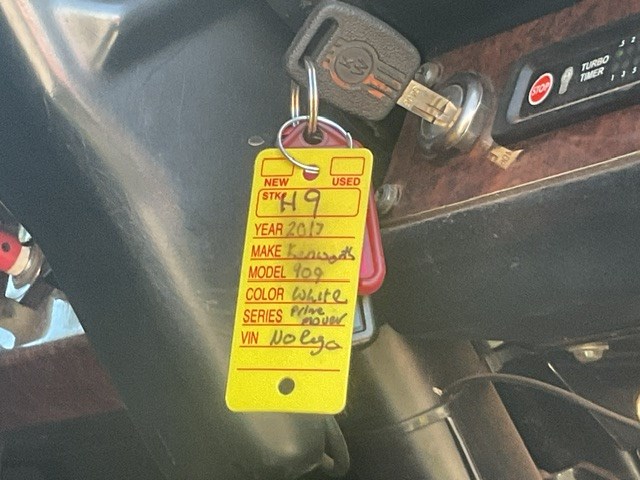 KW
STOP
TURBO
TIMER
NEW USED
STK# H9
YEAR 2017
MAKE Kenworth
MODEL 909
COLOR White
SERIES Prime
mover
VIN No Rego